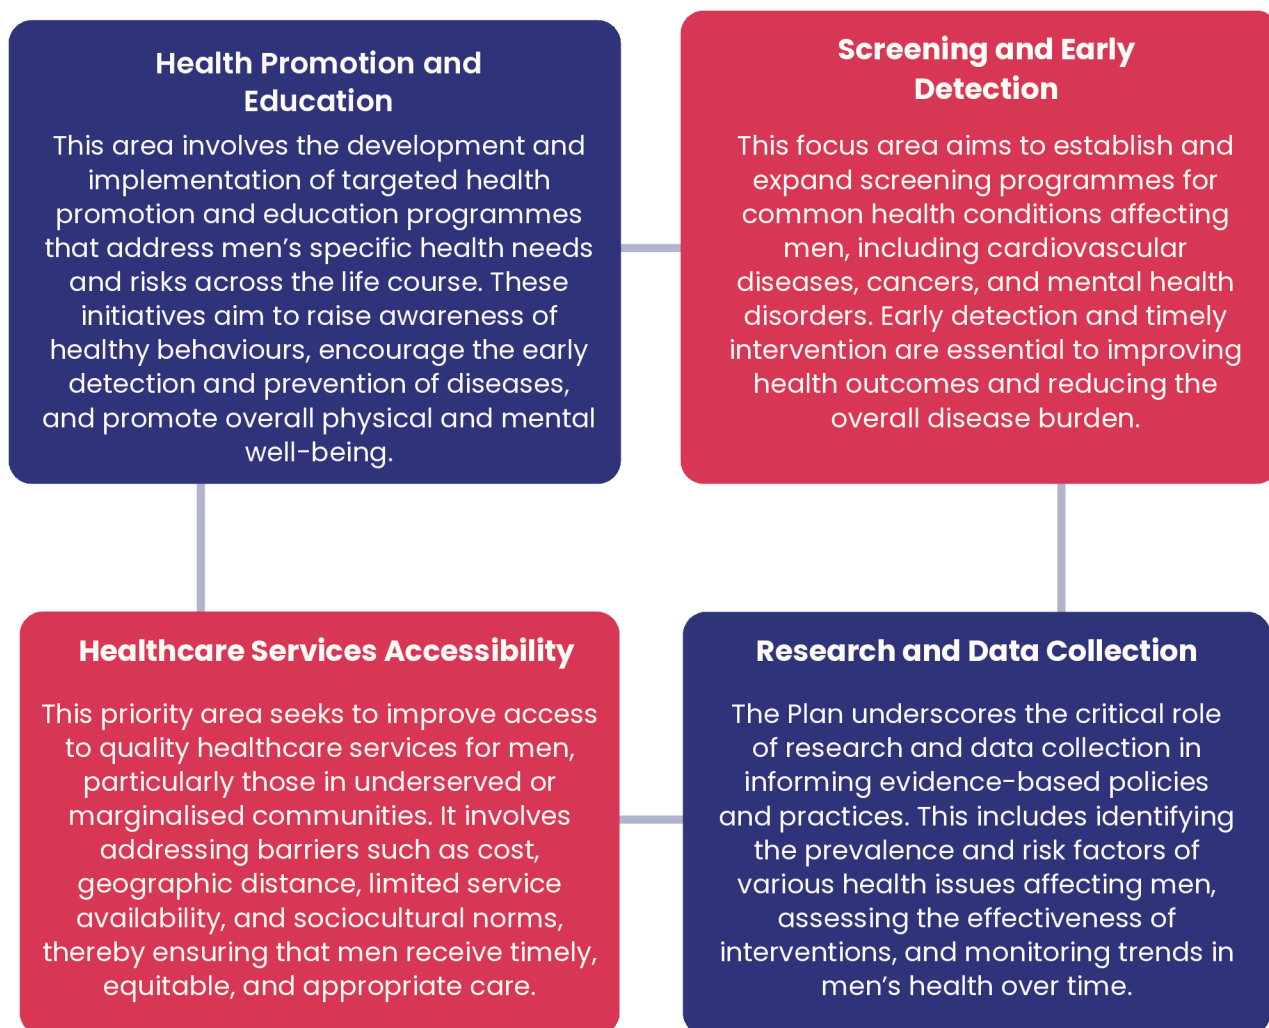 Health Promotion and
Education
This area involves the development and
implementation of targeted health
promotion and education programmes
that address men’s specific health needs
and risks across the life course. These
initiatives aim to raise awareness of
healthy behaviours, encourage the early
detection and prevention of diseases,
and promote overall physical and mental
well-being.
Screening and Early
Detection
This focus area aims to establish and
expand screening programmes for
common health conditions affecting
men, including cardiovascular
diseases, cancers, and mental health
disorders. Early detection and timely
intervention are essential to improving
health outcomes and reducing the
overall disease burden.
Healthcare Services Accessibility
This priority area seeks to improve access
to quality healthcare services for men,
particularly those in underserved or
marginalised communities. It involves
addressing barriers such as cost,
geographic distance, limited service
availability, and sociocultural norms,
thereby ensuring that men receive timely,
equitable, and appropriate care.
Research and Data Collection
The Plan underscores the critical role
of research and data collection in
informing evidence-based policies
and practices. This includes identifying
the prevalence and risk factors of
various health issues affecting men,
assessing the effectiveness of
interventions, and monitoring trends in
men’s health over time.